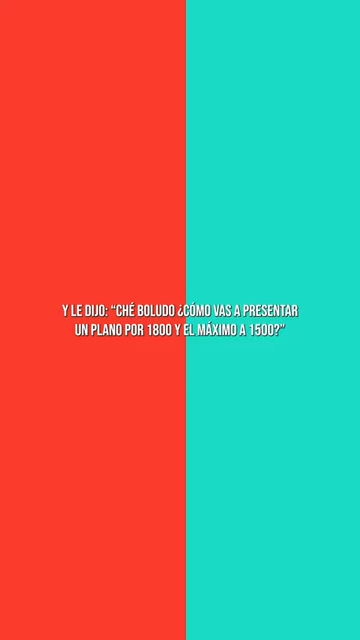 Y LE DIJO: “CHÉ BOLUDO ¿CÓMO VAS A PRESENTAR
UN PLANO POR 1800 Y EL MÁXIMO A 1500?”